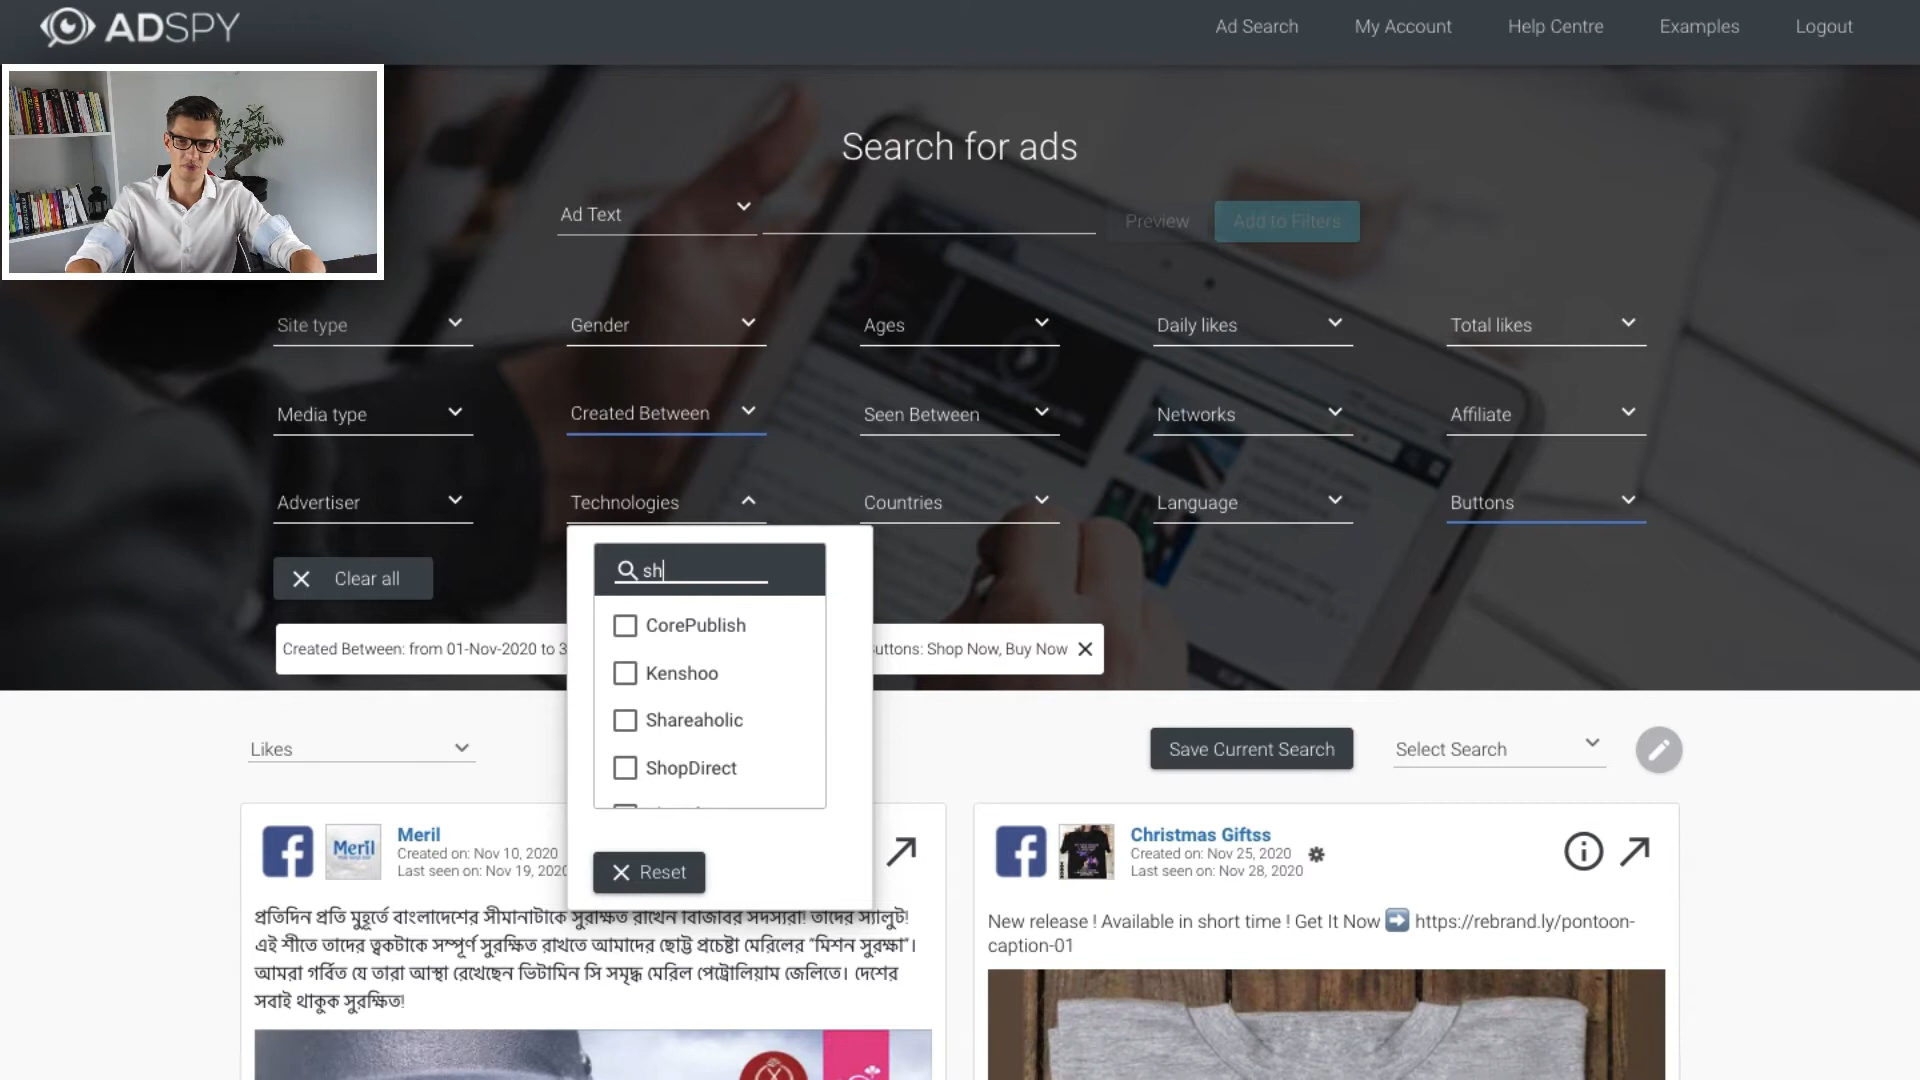 ADSPY
Ad Search
My Account
Help Centre
Examples
Logout
Search for ads
Ad Text
Preview
Add to Filters
Site type
Gender
Ages
Daily likes
Total likes
Media type
Created Between
Seen Between
Networks
Affiliate
Advertiser
Technologies
Countries
Language
Buttons
Clear all
sh
CorePublish
Kenshoo
Shareaholic
ShopDirect
Reset
Created Between: from 01-Nov-2020 to 3
uttons: Shop Now, Buy Now
Likes
Save Current Search
Select Search
Meril
Created on: Nov 10, 2020
Last seen on: Nov 19, 2020
প্রতিদিন প্রতি মুহূর্তে বাংলাদেশের সীমানাটাকে সুরক্ষিত রাখেন বিজিবির সদস্যরা! তাদের স্যালুট!
এই শীতে তাদের ত্বকটাকে সম্পূর্ণ সুরক্ষিত রাখতে আমাদের ছোট্ট প্রচেষ্টা মেরিলের "মিশন সুরক্ষা"।
আমরা গর্বিত যে তারা আস্থা রেখেছেন ভিটামিন সি সমৃদ্ধ মেরিল পেট্রোলিয়াম জেলিতে। দেশের
সবাই থাকুক সুরক্ষিত!
Christmas Giftss
Created on: Nov 25, 2020
Last seen on: Nov 28, 2020
New release ! Available in short time ! Get It Now ➡️ https://rebrand.ly/pontoon-
caption-01